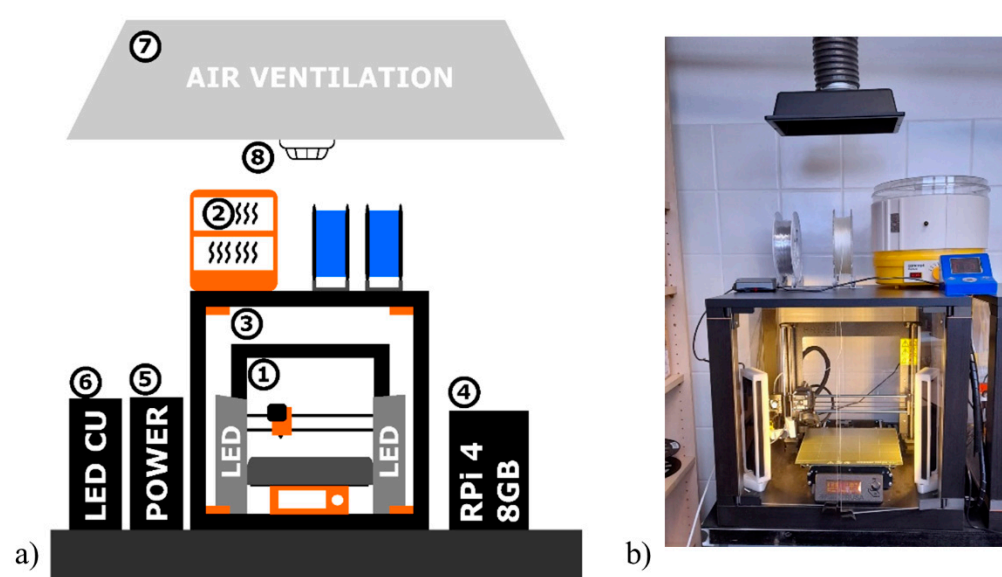 7
AIR VENTILATION
8
2
3
1
6
5
4
LED CU
POWER
LED
LED
RPi 4
8GB
a)
b)